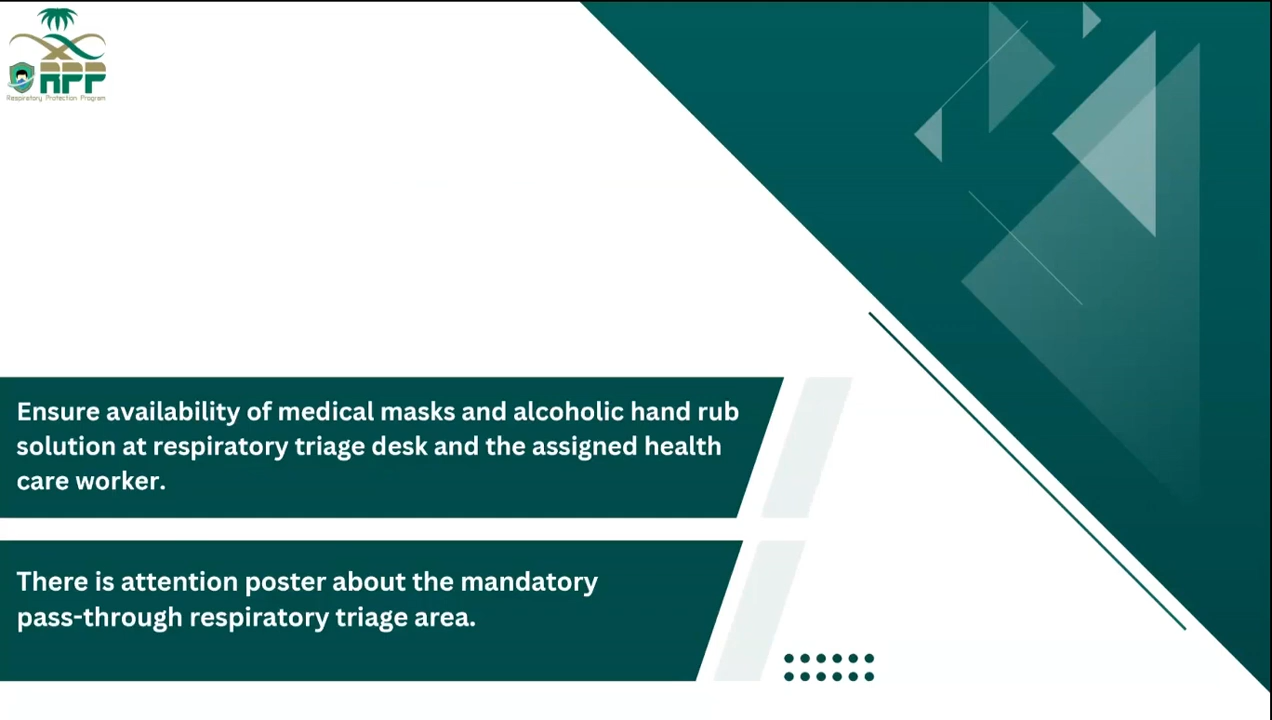 RPP
Respiratory Protection Program
Ensure availability of medical masks and alcoholic hand rub
solution at respiratory triage desk and the assigned health
care worker.
There is attention poster about the mandatory
pass-through respiratory triage area.